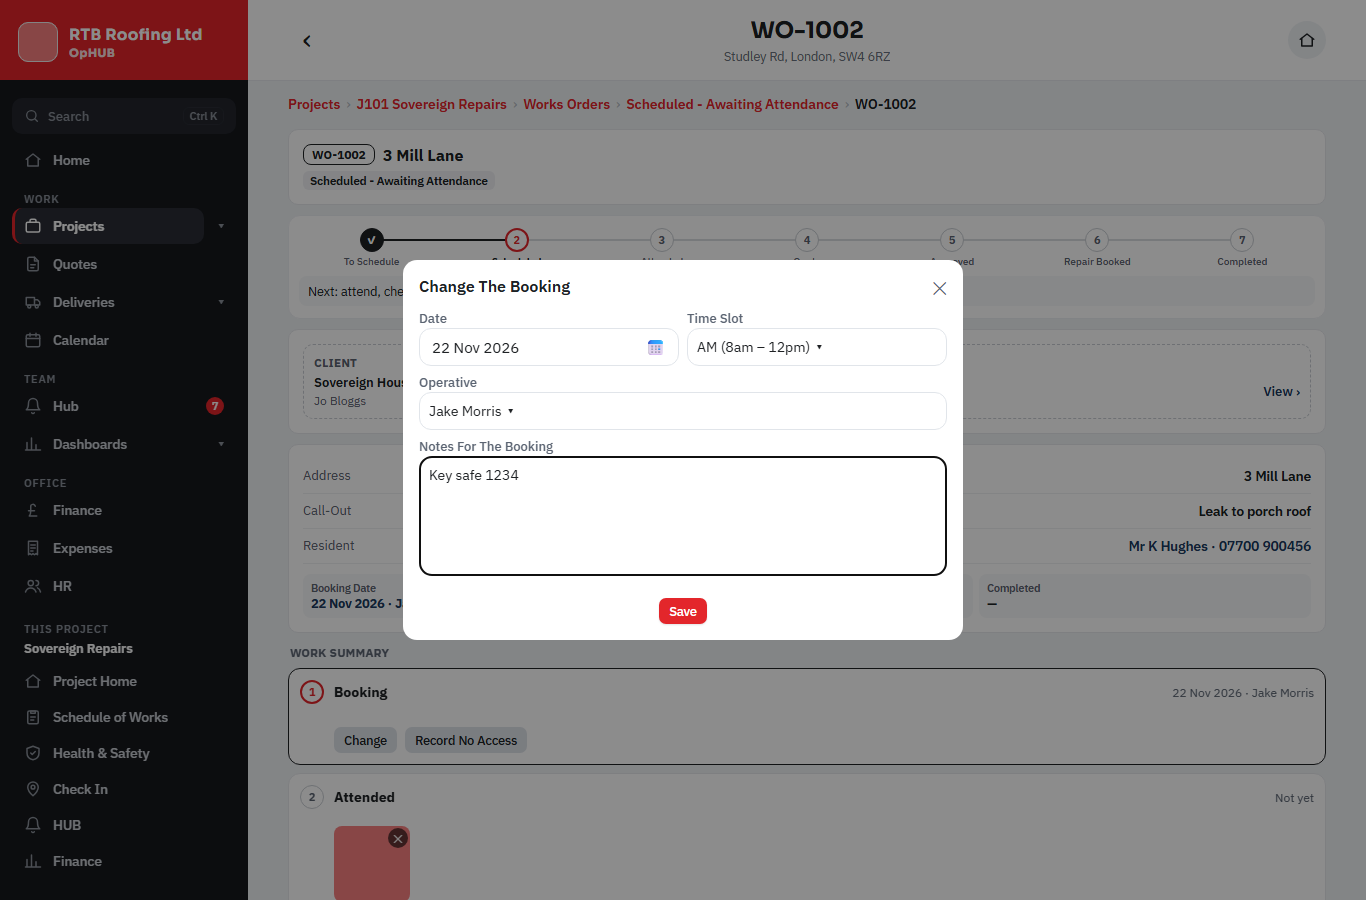 RTB Roofing Ltd
OpHUB
Search
Ctrl K
Home
WORK
Projects
Quotes
Deliveries
Calendar
TEAM
Hub
7
Dashboards
OFFICE
Finance
Expenses
HR
THIS PROJECT
Sovereign Repairs
Project Home
Schedule of Works
Health & Safety
Check In
HUB
Finance
WO-1002
Studley Rd, London, SW4 6RZ
Projects › J101 Sovereign Repairs › Works Orders › Scheduled - Awaiting Attendance › WO-1002
WO-1002 3 Mill Lane
Scheduled - Awaiting Attendance
2 3 4 5 6 7
To Schedule
Repair Booked
Completed
Next: attend, che
CLIENT
Sovereign Hous
Jo Bloggs
View ›
Address
3 Mill Lane
Call-Out
Leak to porch roof
Resident
Mr K Hughes · 07700 900456
Booking Date
22 Nov 2026 · J
Completed
–
Change The Booking
Date
22 Nov 2026
Time Slot
AM (8am – 12pm)
Operative
Jake Morris
Notes For The Booking
Key safe 1234
Save
WORK SUMMARY
1 Booking
22 Nov 2026 · Jake Morris
Change
Record No Access
2 Attended
Not yet